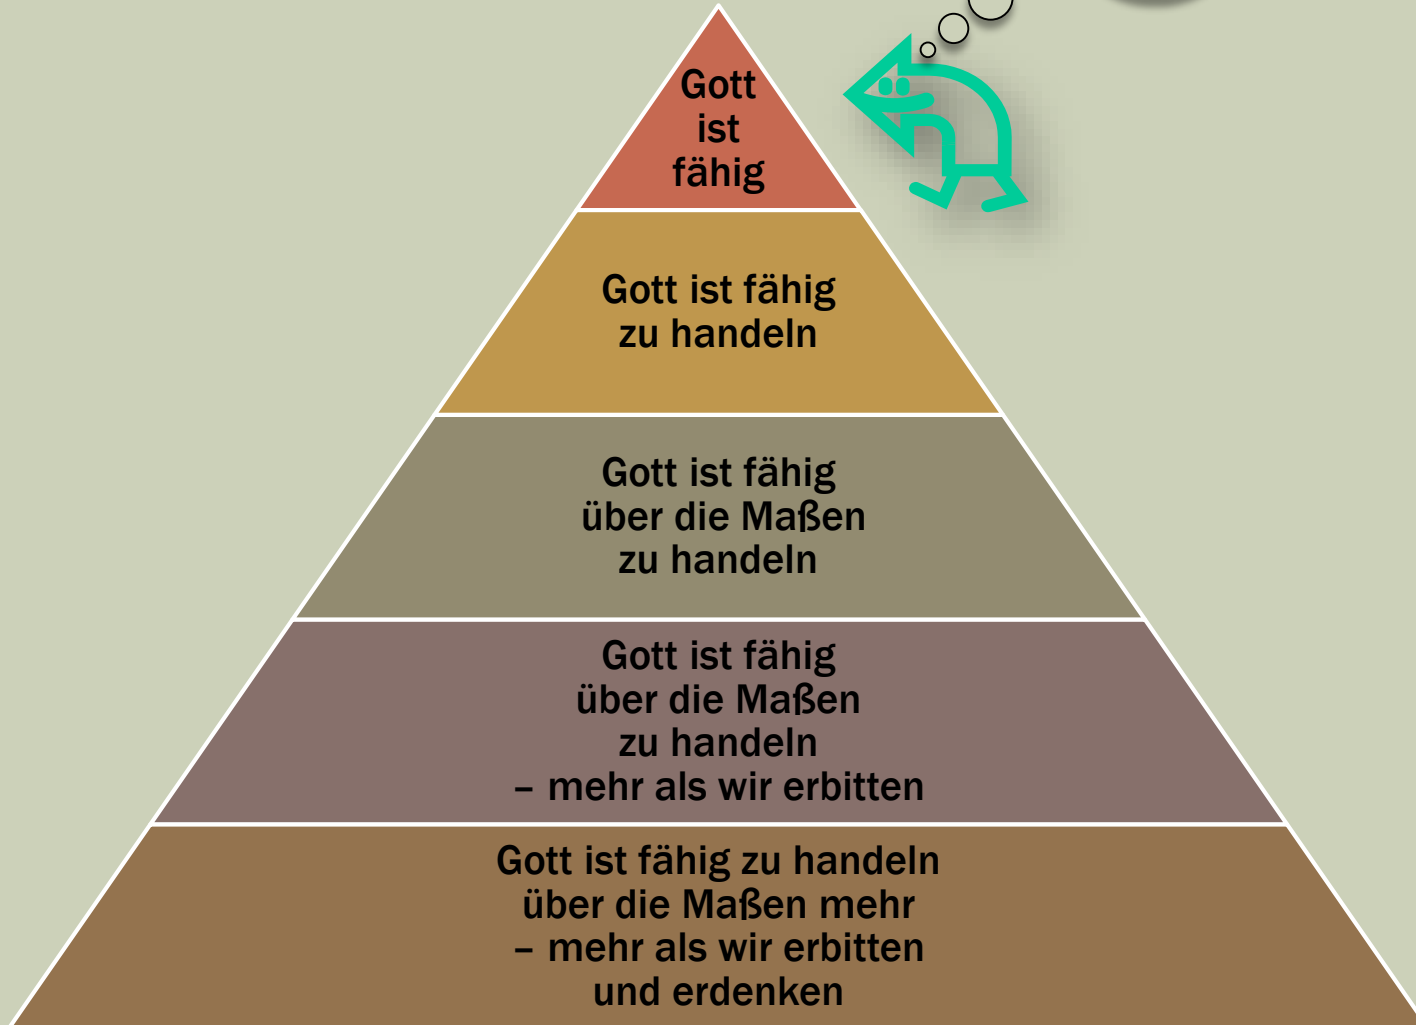 Gott
ist
fähig
Gott ist fähig
zu handeln
Gott ist fähig
über die Maßen
zu handeln
Gott ist fähig
über die Maßen
zu handeln
– mehr als wir erbitten
Gott ist fähig zu handeln
über die Maßen mehr
– mehr als wir erbitten
und erdenken